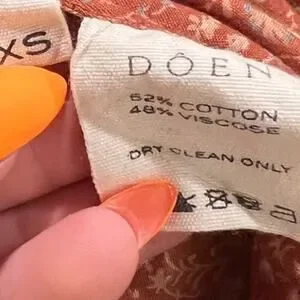 XS
DÔEN
52% COTTON
48% VISCOSE
DRY CLEAN ONLY